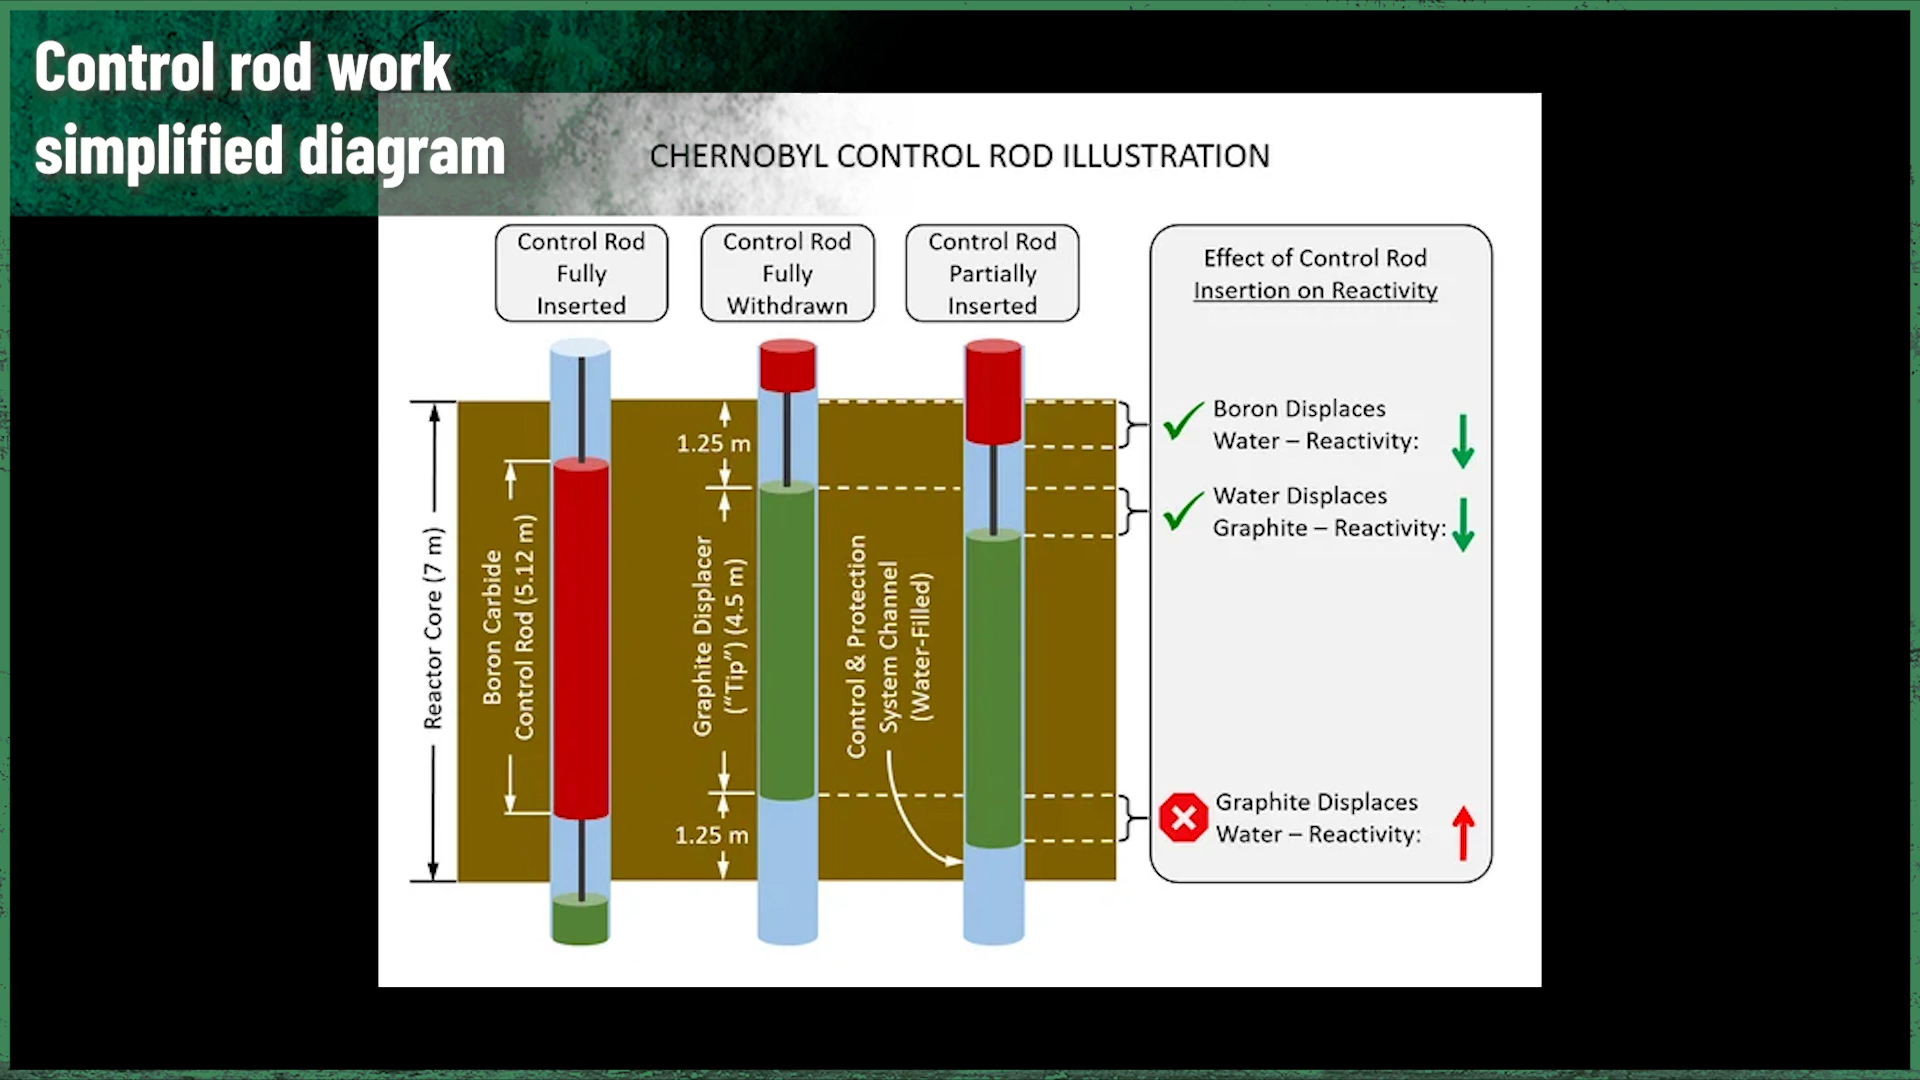 Control rod work
simplified diagram
CHERNOBYL CONTROL ROD ILLUSTRATION
Control Rod
Fully
Inserted
Control Rod
Fully
Withdrawn
Control Rod
Partially
Inserted
Effect of Control Rod
Insertion on Reactivity
Reactor Core (7 m)
Boron Carbide
Control Rod (5.12 m)
1.25 m
Graphite Displacer
("Tip") (4.5 m)
1.25 m
Control & Protection
System Channel
(Water-Filled)
Boron Displaces
Water – Reactivity:
Water Displaces
Graphite – Reactivity:
Graphite Displaces
Water – Reactivity: